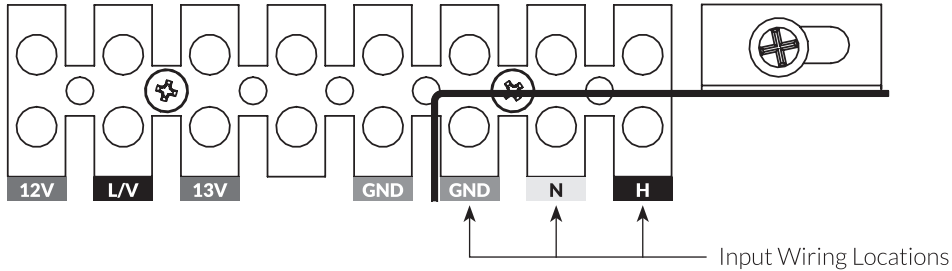 12V L/V 13V GND GND N H
Input Wiring Locations